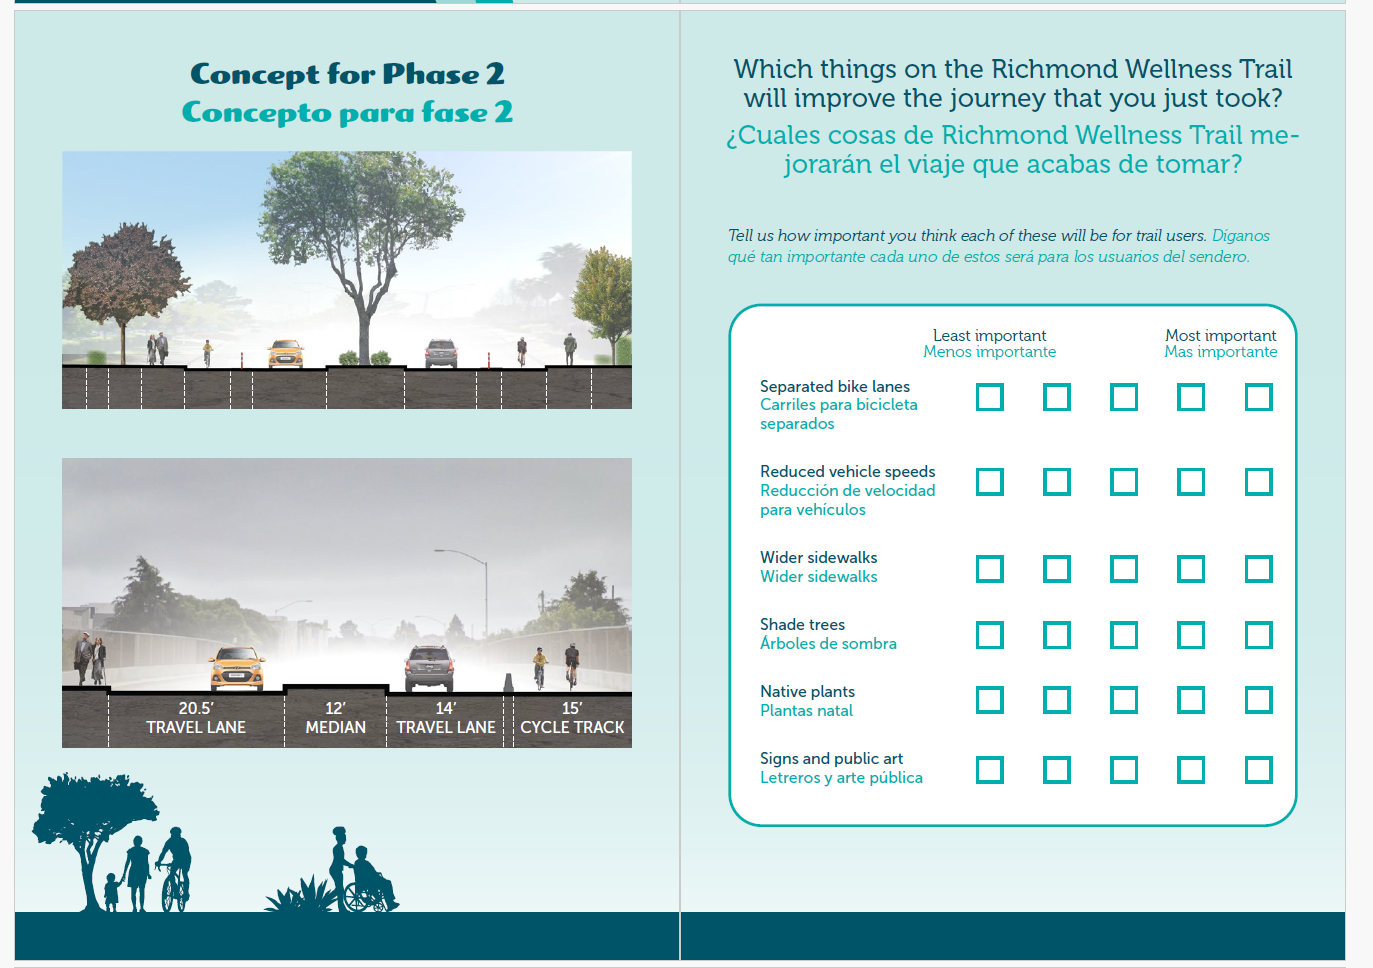 Concept for Phase 2
Concepto para fase 2
20.5′
TRAVEL LANE
12′
MEDIAN
14′
TRAVEL LANE
15′
CYCLE TRACK
Which things on the Richmond Wellness Trail
will improve the journey that you just took?
¿Cuales cosas de Richmond Wellness Trail me-
jorarán el viaje que acabas de tomar?
Tell us how important you think each of these will be for trail users. Díganos
qué tan importante cada uno de estos será para los usuarios del sendero.
Least important
Menos importante
Most important
Mas importante
Separated bike lanes
Carriles para bicicleta
separados
Reduced vehicle speeds
Reducción de velocidad
para vehículos
Wider sidewalks
Wider sidewalks
Shade trees
Árboles de sombra
Native plants
Plantas natal
Signs and public art
Letreros y arte pública